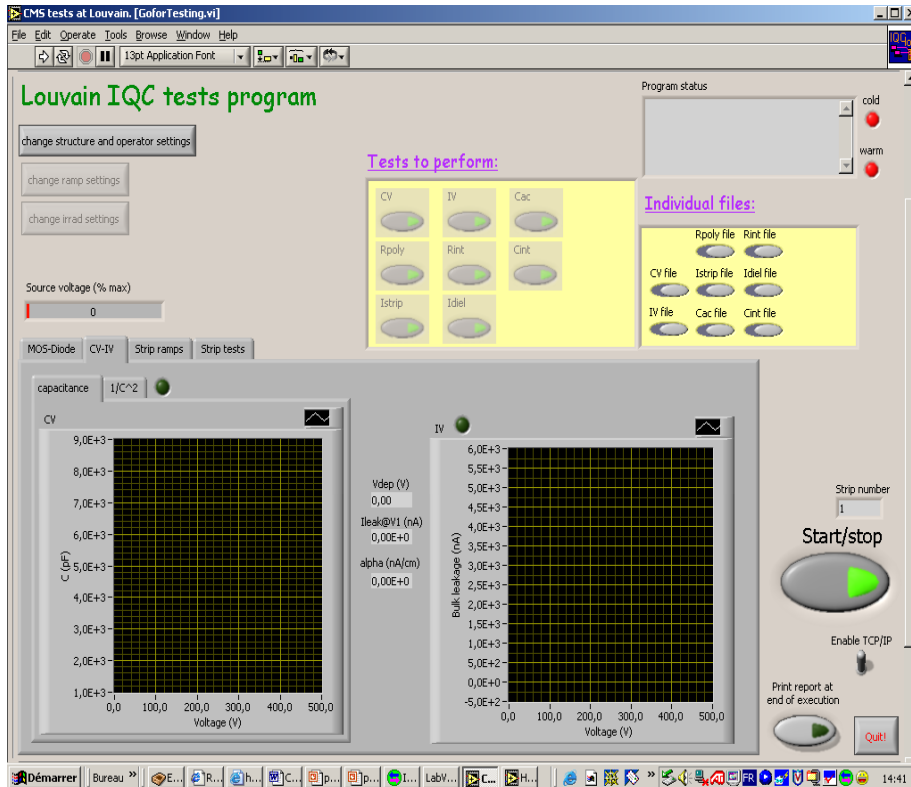 CMS tests at Louvain. [GoforTesting.vi]
File Edit Operate Tools Browse Window Help
13pt Application Font
Louvain IQC tests program
change structure and operator settings
change ramp settings
change irrad settings
Source voltage (% max)
0
Tests to perform:
CV IV Cac
Rpoly Rint Cint
Istrip Idiel
Program status
cold
warm
Individual files:
Rpoly file Rint file
CV file Istrip file Idiel file
IV file Cac file Cint file
MOS-Diode CV-IV Strip ramps Strip tests
capacitance 1/C^2
CV
9,0E+3
8,0E+3
7,0E+3
6,0E+3
5,0E+3
4,0E+3
3,0E+3
2,0E+3
1,0E+3
C (pF)
0,0 100,0 200,0 300,0 400,0 500,0
Voltage (V)
Vdep (V)
0,00
Ileak@V1 (nA)
0,00E+0
alpha (nA/cm)
0,00E+0
IV
6,0E+3
5,5E+3
5,0E+3
4,5E+3
4,0E+3
3,5E+3
3,0E+3
2,5E+3
2,0E+3
1,5E+3
1,0E+3
5,0E+2
0,0E+0
-5,0E+2
Bulk leakage (nA)
0,0 100,0 200,0 300,0 400,0 500,0
Voltage (V)
Strip number
1
Start/stop
Enable TCP/IP
Print report at
end of execution
Quit!
Démarrer Bureau » E... R... h... C... p... p... I... LabV... C... H... » FR 14:41